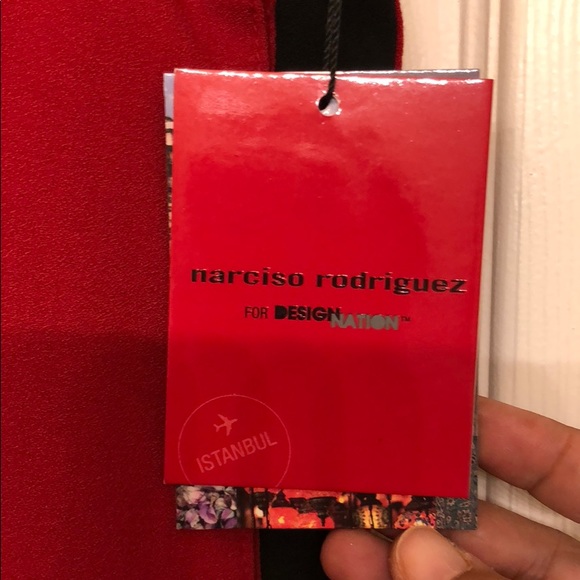 narciso rodriguez
FOR DESIGNNATION™
ISTANBUL